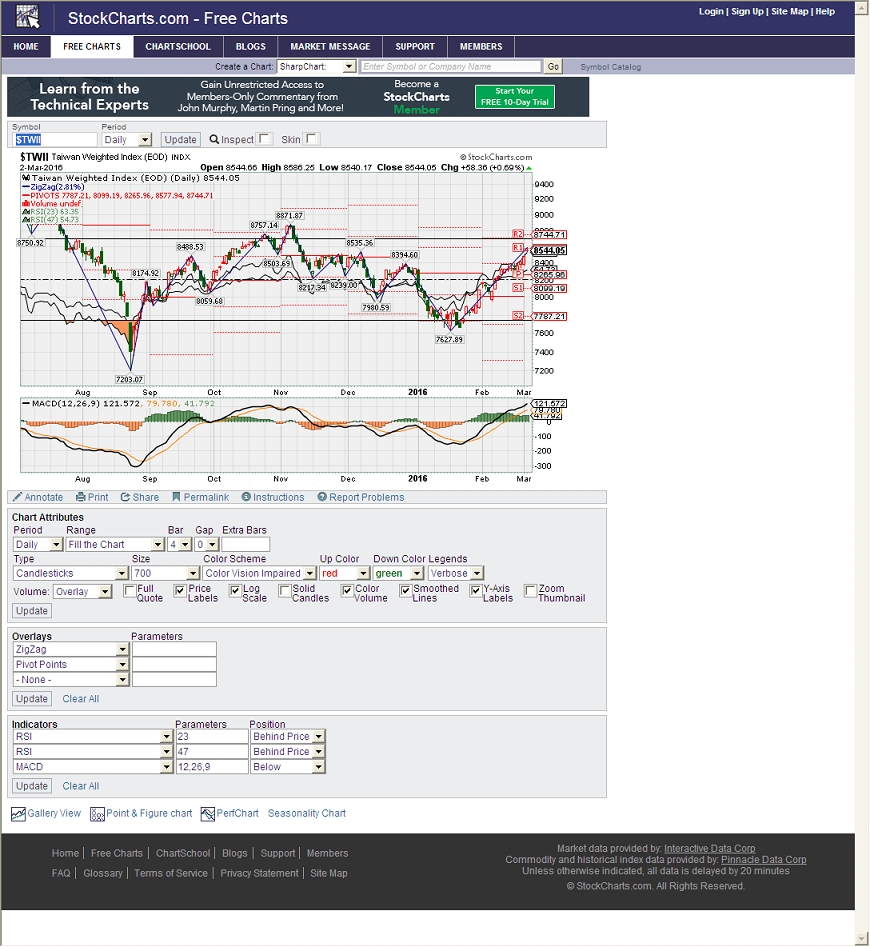 StockCharts.com - Free Charts
Login | Sign Up | Site Map | Help
HOME FREE CHARTS CHARTSCHOOL BLOGS MARKET MESSAGE SUPPORT MEMBERS
Create a Chart: SharpChart: Enter Symbol or Company Name Go Symbol Catalog
Learn from the
Technical Experts
Gain Unrestricted Access to
Members-Only Commentary from
John Murphy, Martin Pring and More!
Become a
StockCharts
Member
Start Your
FREE 10-Day Trial
Symbol Period
$TWII Daily Update Inspect Skin
$TWII Taiwan Weighted Index (EOD) INDX © StockCharts.com
2-Mar-2016 Open 8544.66 High 8586.25 Low 8540.17 Close 8544.05 Chg +58.36 (+0.69%)
Taiwan Weighted Index (EOD) (Daily) 8544.05
ZigZag(2.81%)
PIVOTS 7787.21, 8099.19, 8265.96, 8577.94, 8744.71
Volume undef.
RSI(23) 63.35
RSI(47) 54.73
9400
9200
9000
8871.87
8757.14
R2 8744.71
8750.92 8488.53 8535.36
R1
8544.05
8394.60
8400
8503.69
8174.92
8265.96
8200
8217.34 8239.00
S1 8099.19
8059.68
8000
7980.59
S2 7787.21
7627.89
7600
7400
7203.07
7200
Aug Sep Oct Nov Dec 2016 Feb Mar
MACD(12,26,9) 121.572, 79.780, 41.792
121.572
79.780
41.792
0
-100
-200
-300
Aug Sep Oct Nov Dec 2016 Feb Mar
Annotate Print Share Permalink Instructions Report Problems
Chart Attributes
Period Range Bar Gap Extra Bars
Daily Fill the Chart 4 0
Type Size Color Scheme Up Color Down Color Legends
Candlesticks 700 Color Vision Impaired red green Verbose
Volume: Overlay Full Quote Price Labels Log Scale Solid Candles Color Volume Smoothed Lines Y-Axis Labels Zoom Thumbnail
Update
Overlays Parameters
ZigZag
Pivot Points
- None -
Update Clear All
Indicators Parameters Position
RSI 23 Behind Price
RSI 47 Behind Price
MACD 12,26,9 Below
Update Clear All
Gallery View Point & Figure chart PerfChart Seasonality Chart
Home | Free Charts | ChartSchool | Blogs | Support | Members
FAQ | Glossary | Terms of Service | Privacy Statement | Site Map
Market data provided by: Interactive Data Corp
Commodity and historical index data provided by: Pinnacle Data Corp
Unless otherwise indicated, all data is delayed by 20 minutes
© StockCharts.com. All Rights Reserved.